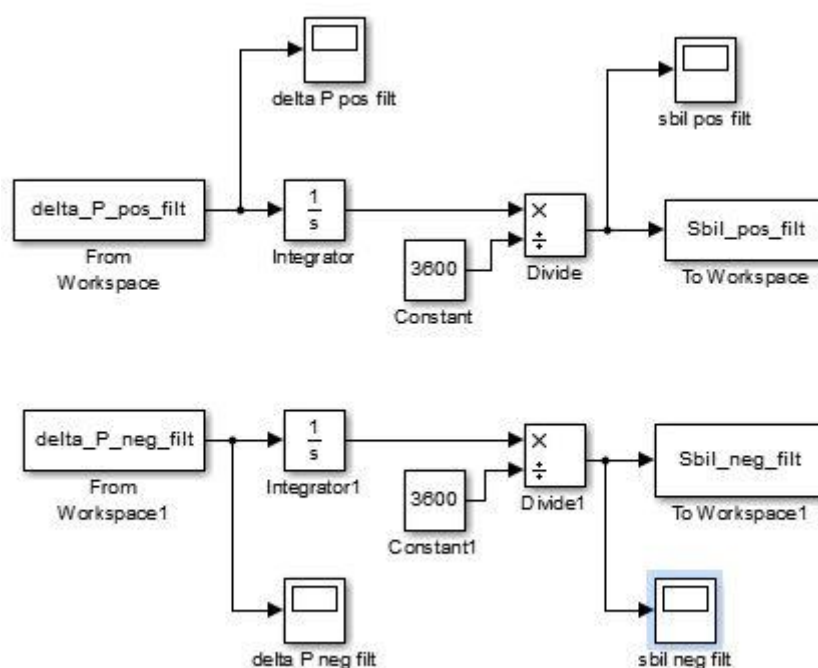 delta P pos filt
sbil pos filt
delta_P_pos_filt
From
Workspace
1
s
Integrator
3600
Constant
×
÷
Divide
Sbil_pos_filt
To Workspace
delta_P_neg_filt
From
Workspace1
1
s
Integrator1
3600
Constant1
×
÷
Divide1
Sbil_neg_filt
To Workspace1
delta P neg filt
sbil neg filt